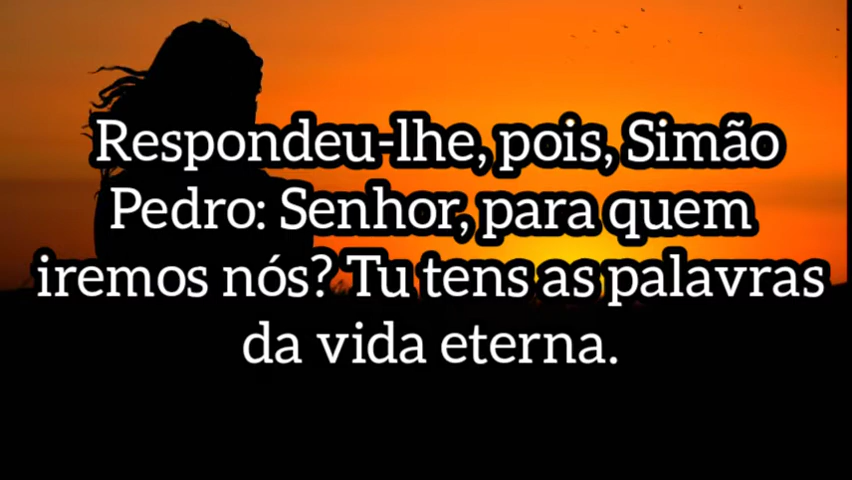 Respondeu-lhe, pois, Simão
Pedro: Senhor, para quem
iremos nós? Tu tens as palavras
da vida eterna.